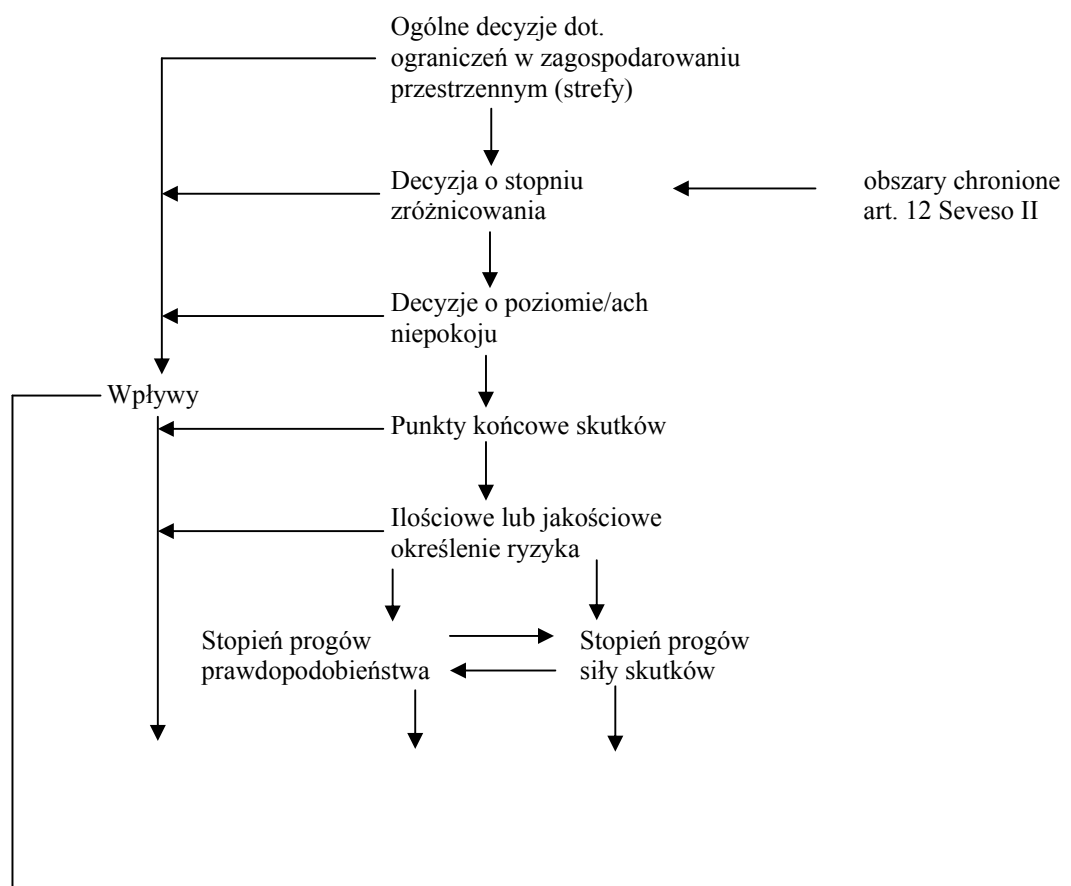 Ogólne decyzje dot.
ograniczeń w zagospodarowaniu
przestrzennym (strefy)
Decyzja o stopniu
zróżnicowania
obszary chronione
art. 12 Seveso II
Decyzje o poziomie/ach
niepokoju
Wpływy
Punkty końcowe skutków
Ilościowe lub jakościowe
określenie ryzyka
Stopień progów
prawdopodobieństwa
Stopień progów
siły skutków